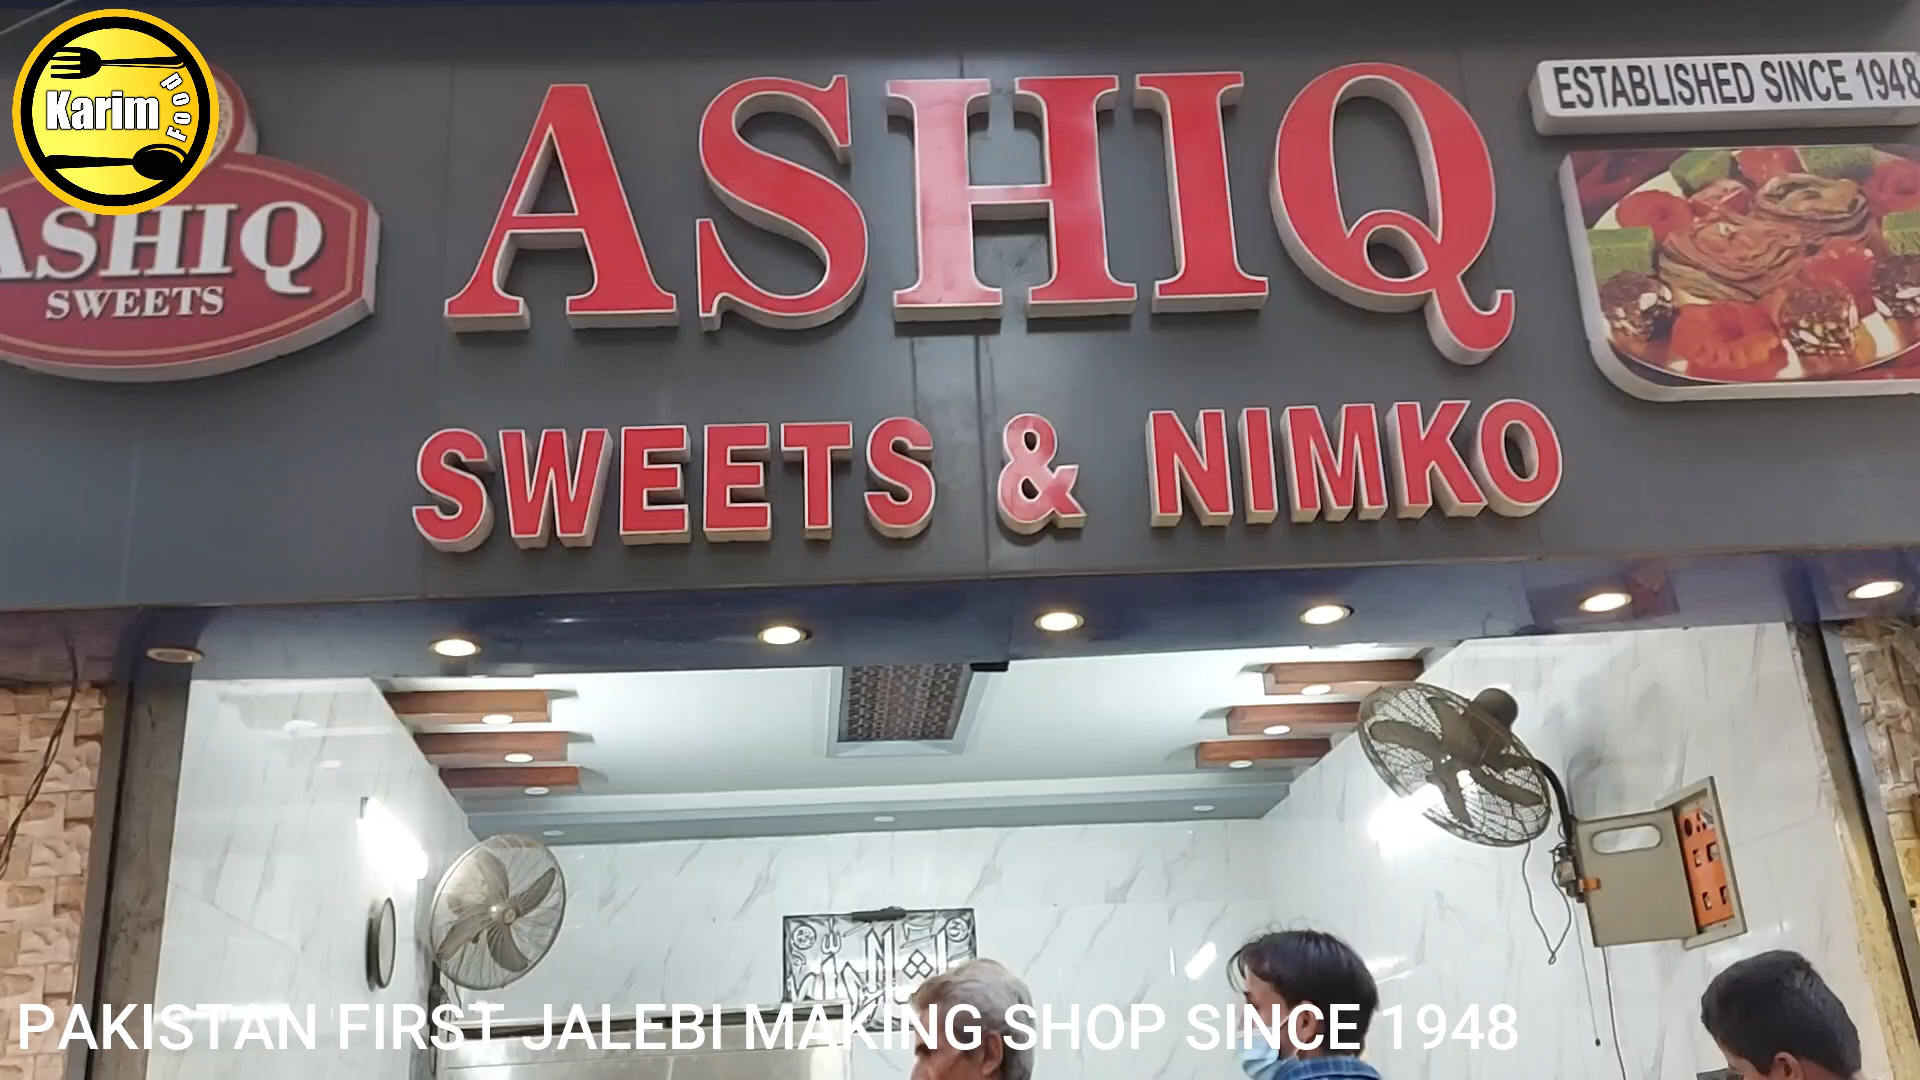 Karim
Food
ASHIQ
SWEETS
ASHIQ
SWEETS & NIMKO
ESTABLISHED SINCE 1948
PAKISTAN FIRST JALEBI MAKING SHOP SINCE 1948